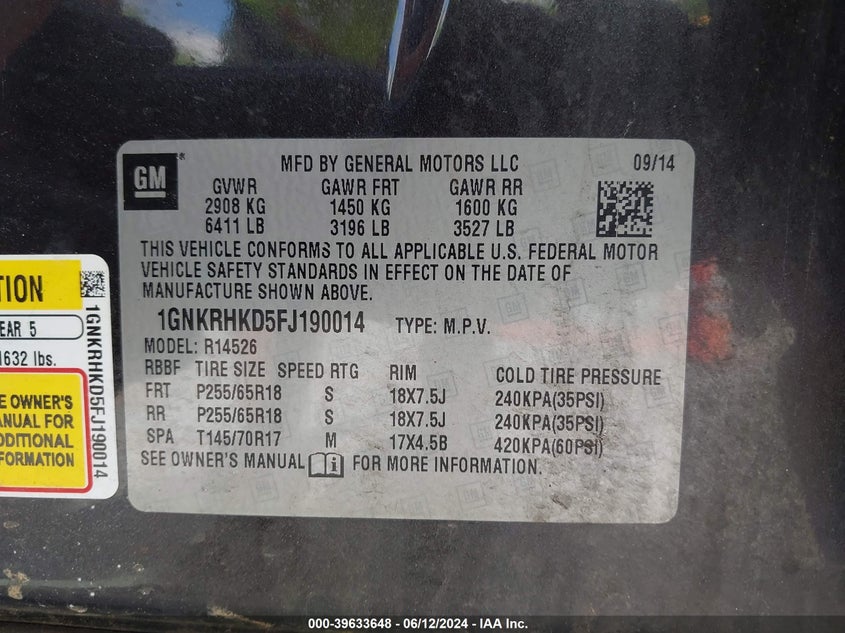 GM
MFD BY GENERAL MOTORS LLC 09/14
GVWR GAWR FRT GAWR RR
2908 KG 1450 KG 1600 KG
6411 LB 3196 LB 3527 LB
THIS VEHICLE CONFORMS TO ALL APPLICABLE U.S. FEDERAL MOTOR
VEHICLE SAFETY STANDARDS IN EFFECT ON THE DATE OF
MANUFACTURE SHOWN ABOVE.
1GNKRHKD5FJ190014 TYPE: M.P.V.
MODEL: R14526
RBBF TIRE SIZE SPEED RTG RIM COLD TIRE PRESSURE
FRT P255/65R18 S 18X7.5J 240KPA(35PSI)
RR P255/65R18 S 18X7.5J 240KPA(35PSI)
SPA T145/70R17 M 17X4.5B 420KPA(60PSI)
SEE OWNER'S MANUAL FOR MORE INFORMATION.
TION
EAR 5
632 lbs.
E OWNER'S
ANUAL FOR
DDITIONAL
FORMATION
1GNKRHKD5FJ190014
000-39633648 - 06/12/2024 - IAA Inc.